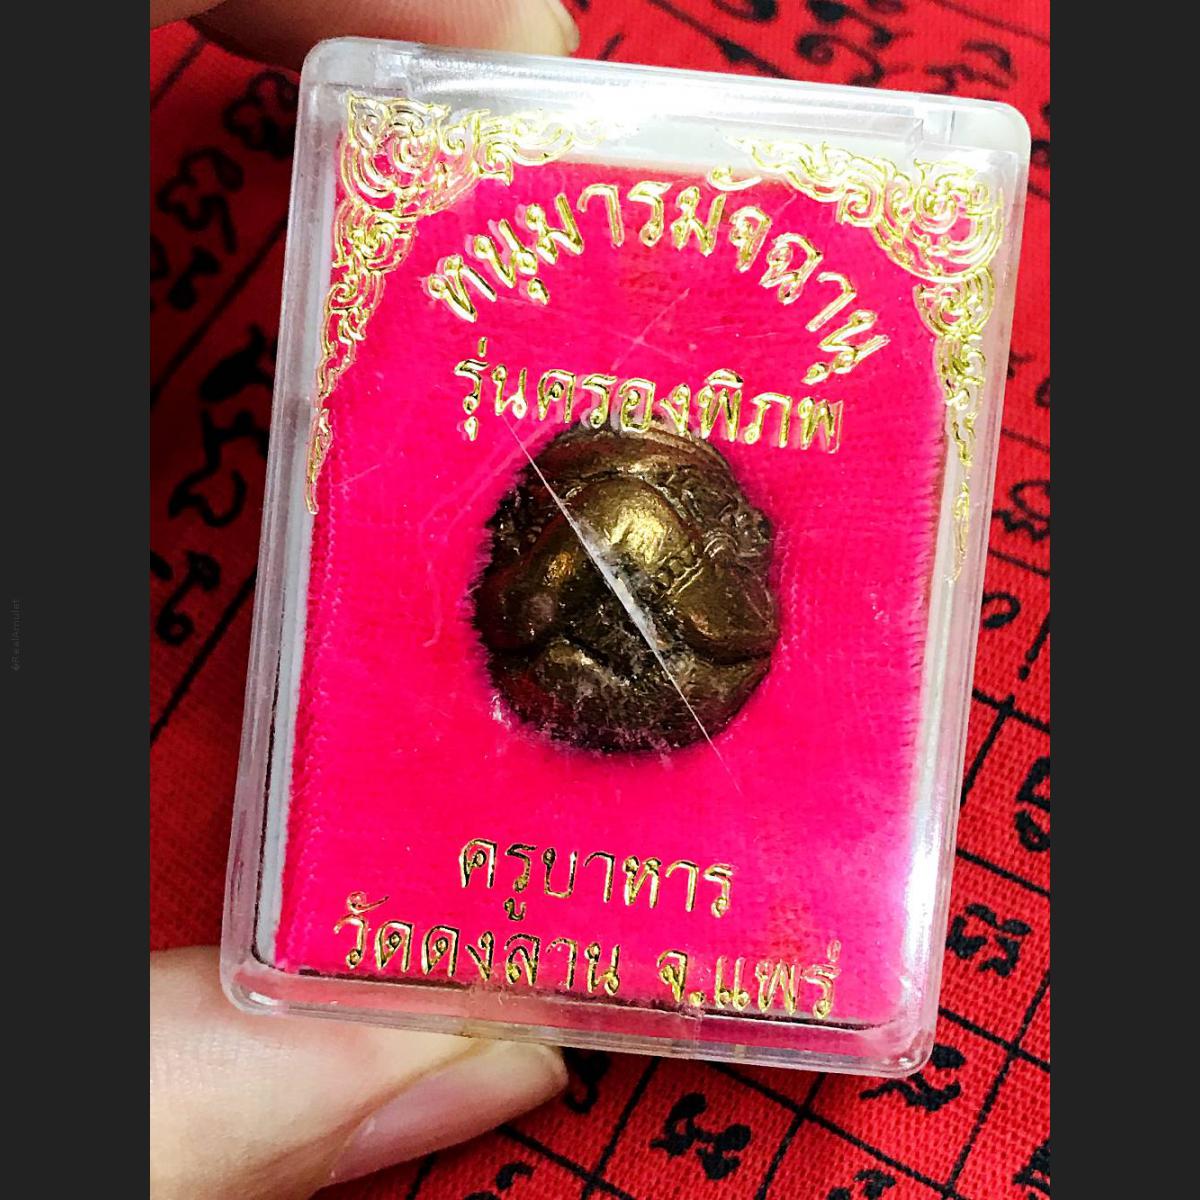 หนุมารมัจฉานุ
รุ่นครองพิภพ
ครูบาหาร
วัดดงลาน จ.แพร่
©RealAmulet